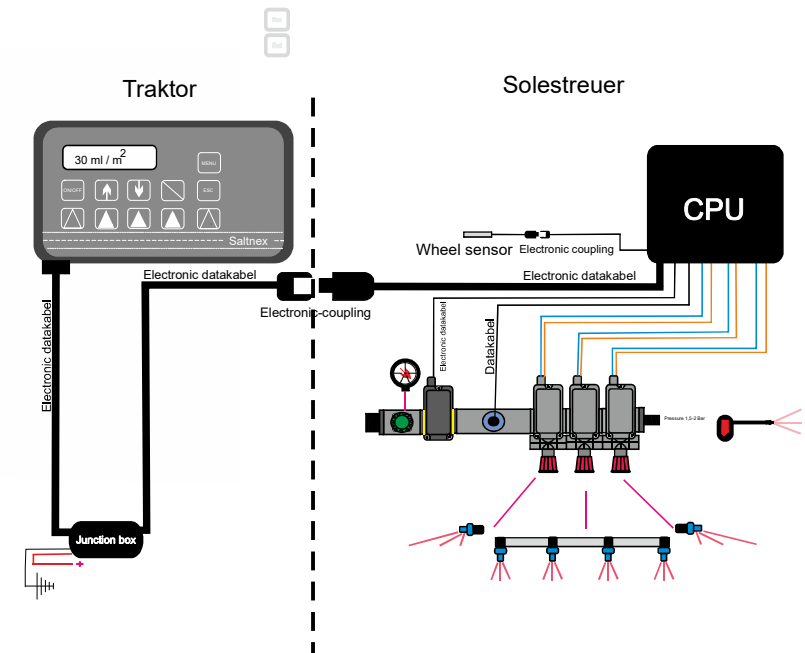 Traktor
Solestreuer
30 ml / m2
MENU
ON/OFF
ESC
Saltnex
CPU
Wheel sensor
Electronic coupling
Electronic datakabel
Electronic datakabel
Electronic-coupling
Electronic datakabel
Electronic datakabel
Datakabel
Pressure 1,5-2 Bar
Junction box
+